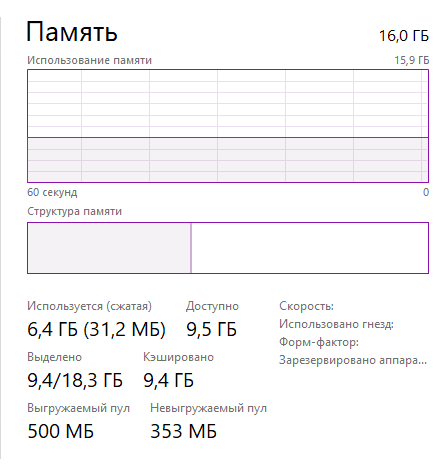 Память 16,0 ГБ
Использование памяти 15,9 ГБ
60 секунд 0
Структура памяти
Используется (сжатая) Доступно Скорость:
6,4 ГБ (31,2 МБ) 9,5 ГБ Использовано гнезд:
Форм-фактор:
Выделено Кэшировано Зарезервировано аппара...
9,4/18,3 ГБ 9,4 ГБ
Выгружаемый пул Невыгружаемый пул
500 МБ 353 МБ